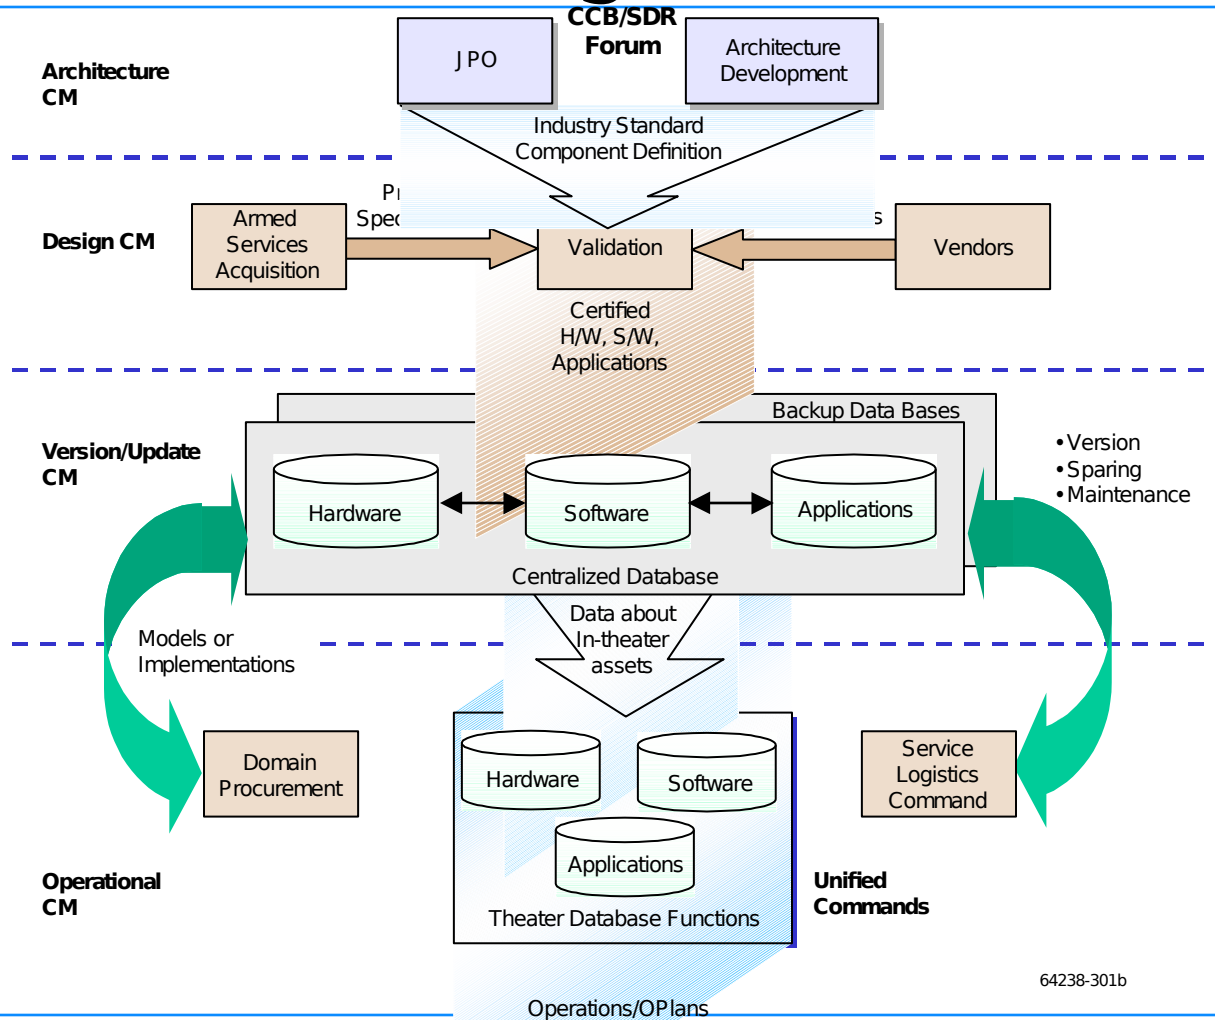 CCB/SDR
Forum
JPO
Architecture
Development
Architecture
CM
Industry Standard
Component Definition
Design CM
Armed
Services
Acquisition
Validation
Vendors
Certified
H/W, S/W,
Applications
Backup Data Bases
Version/Update
CM
•Version
•Sparing
•Maintenance
Hardware
Software
Applications
Centralized Database
Data about
In-theater
assets
Models or
Implementations
Domain
Procurement
Hardware
Software
Applications
Theater Database Functions
Service
Logistics
Command
Operational
CM
Unified
Commands
64238-301b
Operations/OPlans